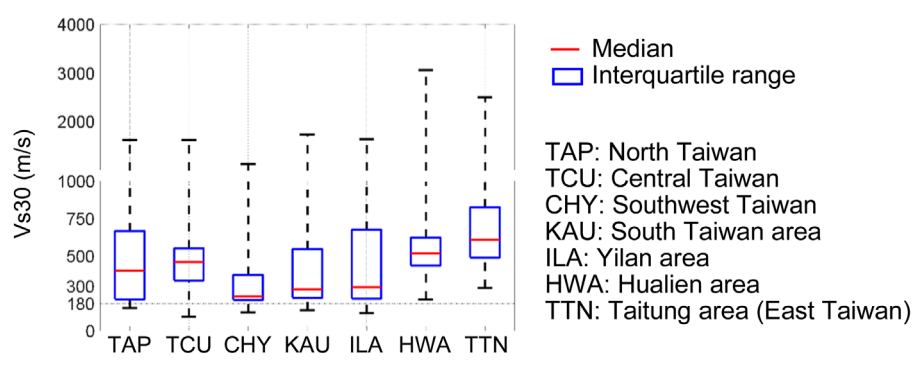 4000
3000
2000
1000
750
500
300
180
0
Vs30 (m/s)
TAP TCU CHY KAU ILA HWA TTN
Median
Interquartile range
TAP: North Taiwan
TCU: Central Taiwan
CHY: Southwest Taiwan
KAU: South Taiwan area
ILA: Yilan area
HWA: Hualien area
TTN: Taitung area (East Taiwan)